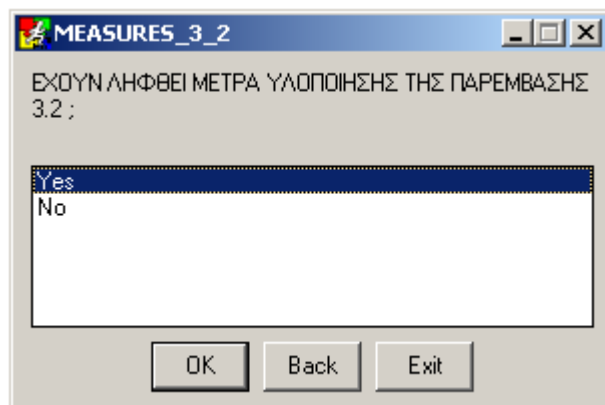 MEASURES_3_2
ΕΧΟΥΝ ΛΗΦΘΕΙ ΜΕΤΡΑ ΥΛΟΠΟΙΗΣΗΣ ΤΗΣ ΠΑΡΕΜΒΑΣΗΣ
3.2 ;
Yes
No
OK Back Exit